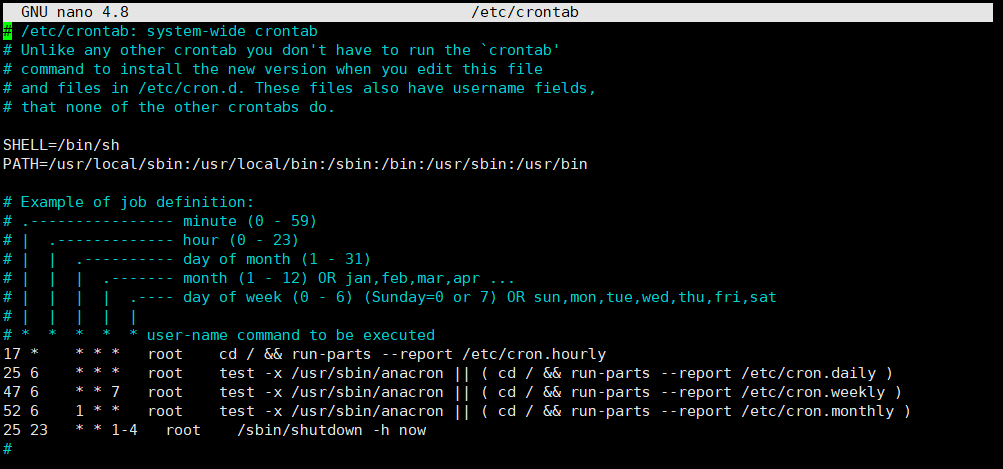 GNU nano 4.8 /etc/crontab
# /etc/crontab: system-wide crontab
# Unlike any other crontab you don't have to run the `crontab'
# command to install the new version when you edit this file
# and files in /etc/cron.d. These files also have username fields,
# that none of the other crontabs do.

SHELL=/bin/sh
PATH=/usr/local/sbin:/usr/local/bin:/sbin:/bin:/usr/sbin:/usr/bin

# Example of job definition:
# .---------------- minute (0 - 59)
# |  .------------- hour (0 - 23)
# |  |  .---------- day of month (1 - 31)
# |  |  |  .------- month (1 - 12) OR jan,feb,mar,apr ...
# |  |  |  |  .---- day of week (0 - 6) (Sunday=0 or 7) OR sun,mon,tue,wed,thu,fri,sat
# |  |  |  |  |
# *  *  *  *  * user-name command to be executed
17 *    * * *   root    cd / && run-parts --report /etc/cron.hourly
25 6    * * *   root    test -x /usr/sbin/anacron || ( cd / && run-parts --report /etc/cron.daily )
47 6    * * 7   root    test -x /usr/sbin/anacron || ( cd / && run-parts --report /etc/cron.weekly )
52 6    1 * *   root    test -x /usr/sbin/anacron || ( cd / && run-parts --report /etc/cron.monthly )
25 23   * * 1-4   root    /sbin/shutdown -h now
#